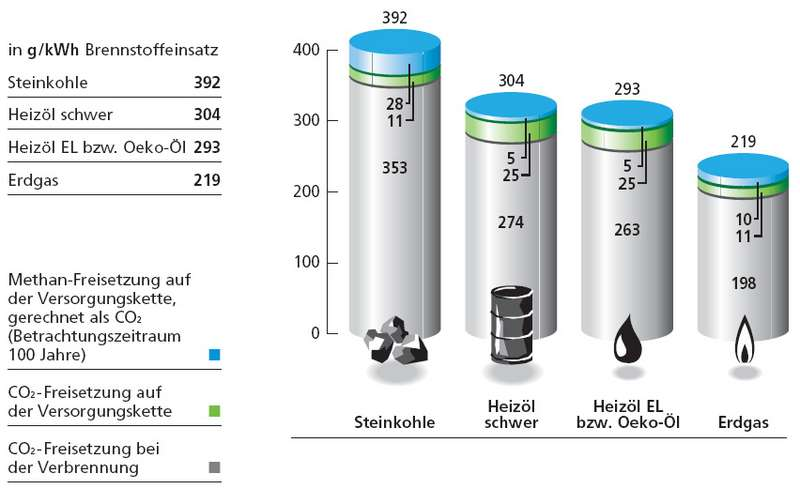 in g/kWh Brennstoffeinsatz
Steinkohle 392
Heizöl schwer 304
Heizöl EL bzw. Oeko-Öl 293
Erdgas 219
Methan-Freisetzung auf
der Versorgungskette,
gerechnet als CO₂
(Betrachtungszeitraum
100 Jahre)
CO₂-Freisetzung auf
der Versorgungskette
CO₂-Freisetzung bei
der Verbrennung
400
300
200
100
0
392
28
11
353
304
5
25
274
293
5
25
263
219
10
11
198
Steinkohle
Heizöl
schwer
Heizöl EL
bzw. Oeko-Öl
Erdgas